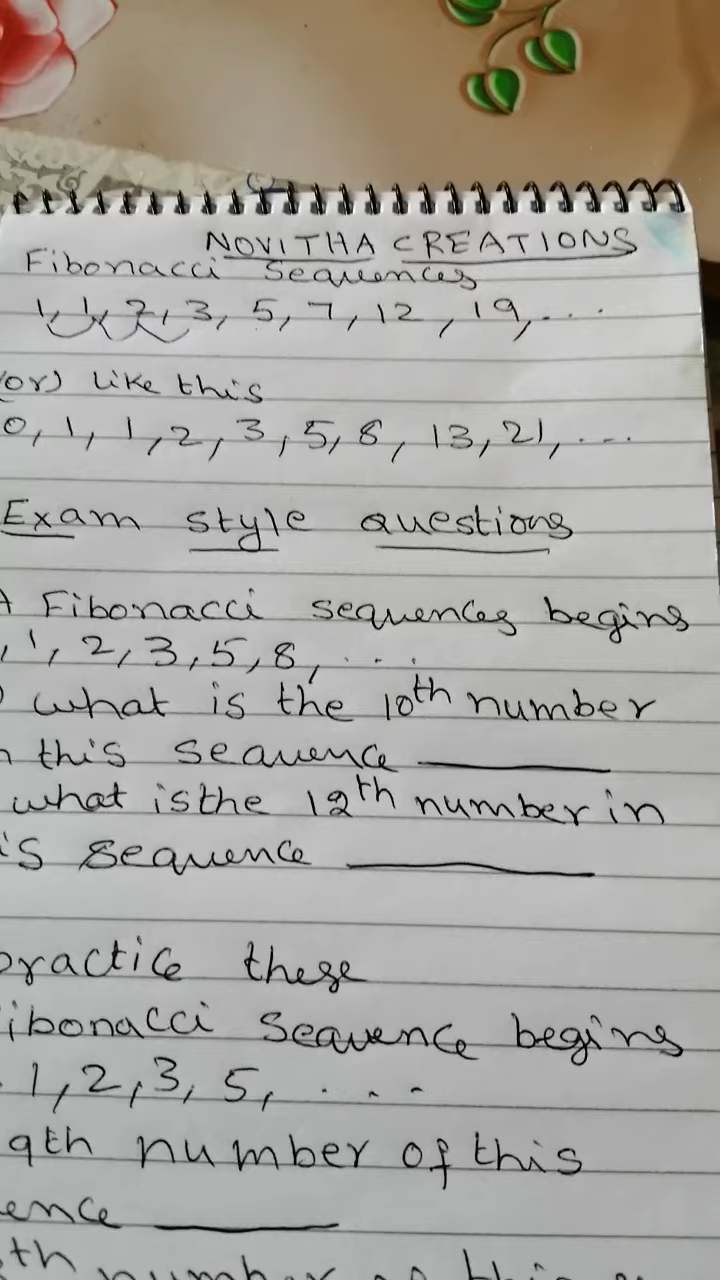 NOVITHA CREATIONS
Fibonacci Sequences
1, 1, 2, 3, 5, 7, 12, 19, ...
(or) like this
0, 1, 1, 2, 3, 5, 8, 13, 21, ...
Exam style questions
A Fibonacci sequences begins
, 1, 2, 3, 5, 8, ...
) what is the 10th number
n this sequence
what is the 12th number in
is sequence
practice these
ibonacci Sequence begins
1, 2, 3, 5, ...
9th number of this
ence
th number